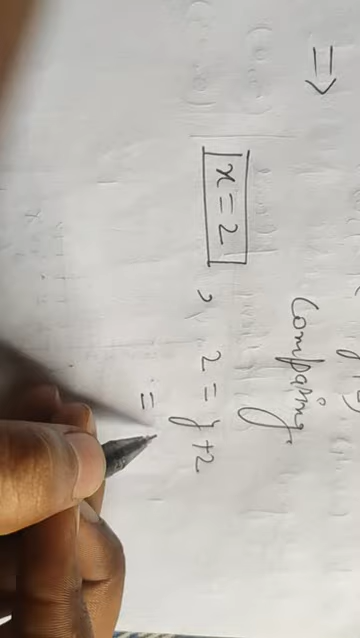 ⇒ Comparing
x = 2 , 2 = y + 2
=